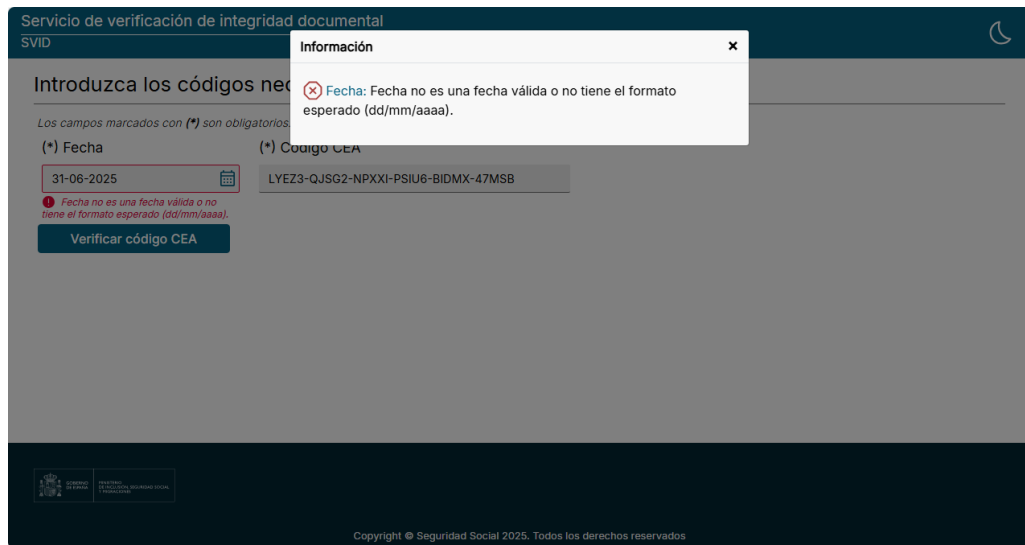 Servicio de verificación de integridad documental
SVID
Información
×
Fecha: Fecha no es una fecha válida o no tiene el formato
esperado (dd/mm/aaaa).
Introduzca los códigos
Los campos marcados con (*) son obligatorios.
(*) Fecha
(*) Código CEA
31-06-2025
LYEZ3-QJSG2-NPXXI-PSIU6-BIDMX-47MSB
Fecha no es una fecha válida o no
tiene el formato esperado (dd/mm/aaaa).
Verificar código CEA
GOBIERNO
DE ESPAÑA
MINISTERIO
DE INCLUSIÓN, SEGURIDAD SOCIAL
Y MIGRACIONES
Copyright © Seguridad Social 2025. Todos los derechos reservados